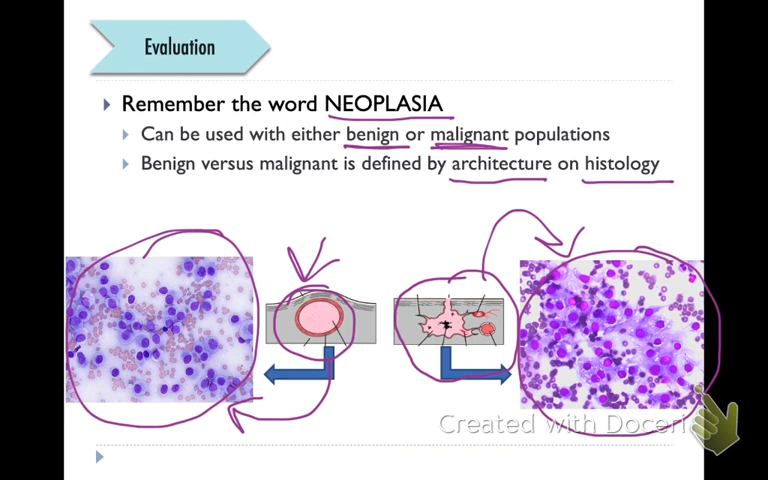 Evaluation
Remember the word NEOPLASIA
Can be used with either benign or malignant populations
Benign versus malignant is defined by architecture on histology
Created with Doceri